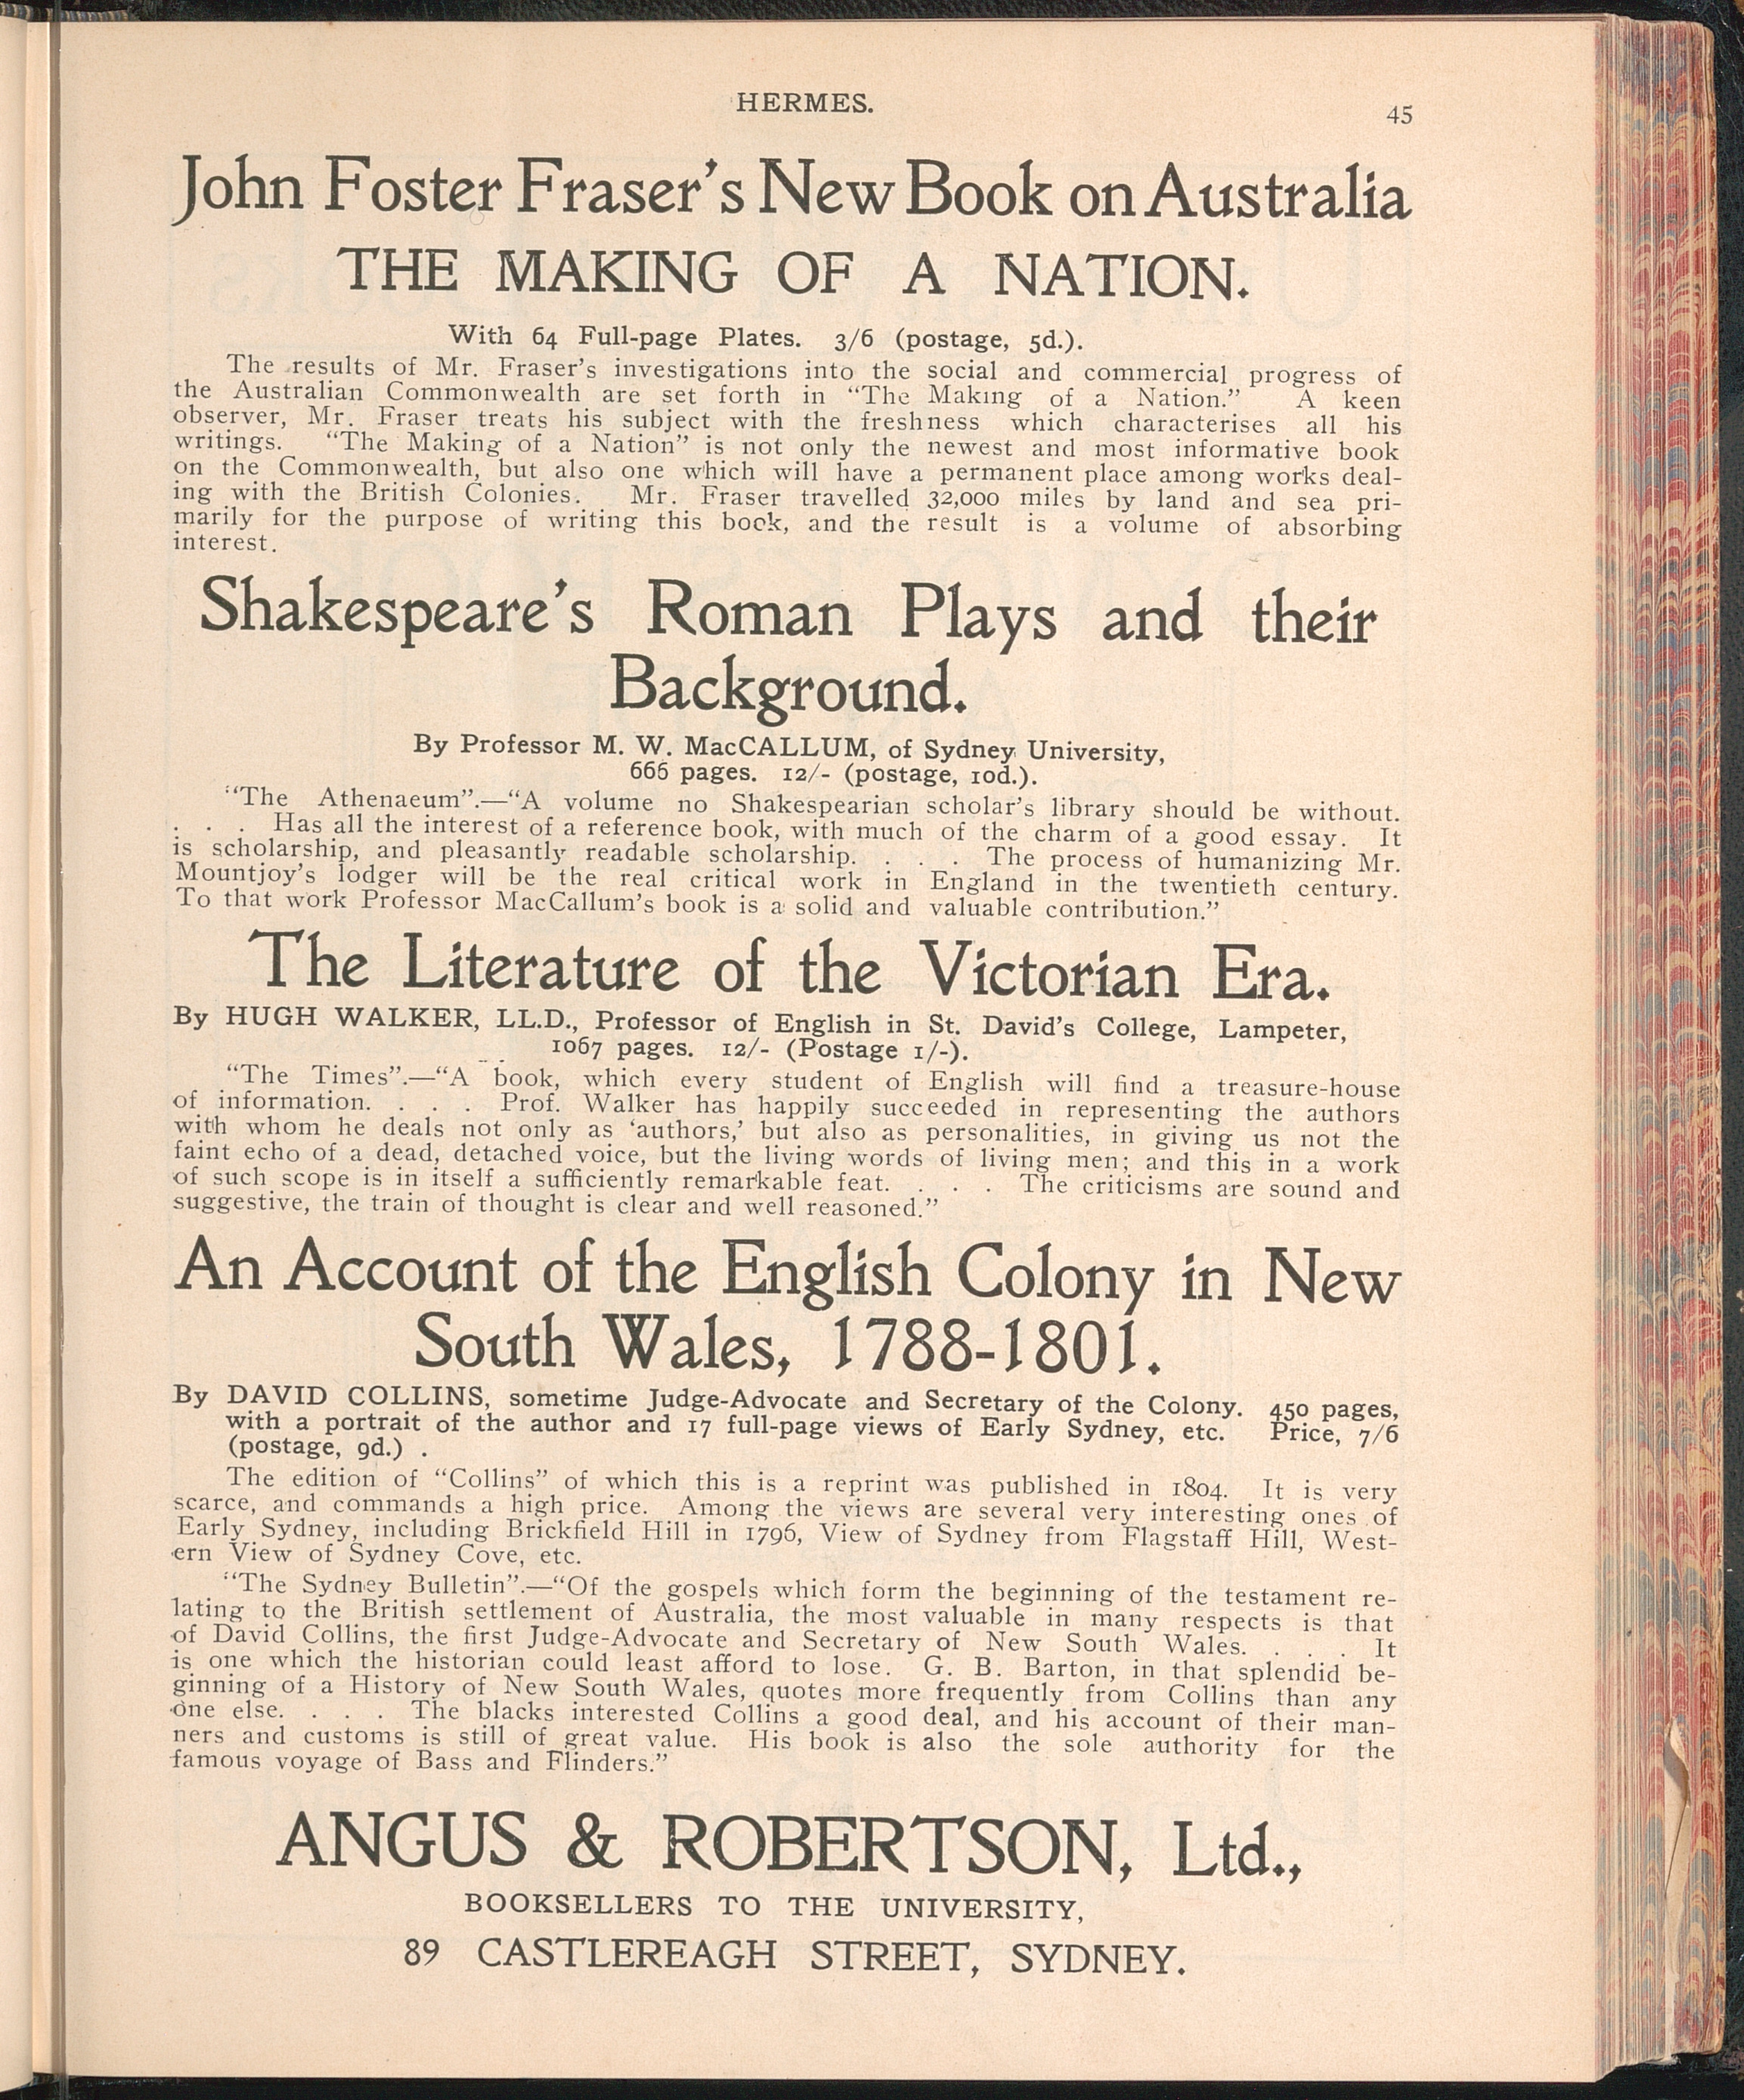 HERMES.
45
John Foster Fraser's New Book on Australia
THE MAKING OF A NATION.
With 64 Full-page Plates. 3/6 (postage, 5d.).
The results of Mr. Fraser's investigations into the social and commercial progress of
the Australian Commonwealth are set forth in "The Making of a Nation." A keen
observer, Mr. Fraser treats his subject with the freshness which characterises all his
writings. "The Making of a Nation" is not only the newest and most informative book
on the Commonwealth, but also one which will have a permanent place among works deal-
ing with the British Colonies. Mr. Fraser travelled 32,000 miles by land and sea pri-
marily for the purpose of writing this book, and the result is a volume of absorbing
interest.
Shakespeare's Roman Plays and their
Background.
By Professor M. W. MacCALLUM, of Sydney University,
666 pages. 12/- (postage, 10d.).
"The Athenaeum".—"A volume no Shakespearian scholar's library should be without.
. . . Has all the interest of a reference book, with much of the charm of a good essay. It
is scholarship, and pleasantly readable scholarship. . . . The process of humanizing Mr.
Mountjoy's lodger will be the real critical work in England in the twentieth century.
To that work Professor MacCallum's book is a solid and valuable contribution."
The Literature of the Victorian Era.
By HUGH WALKER, LL.D., Professor of English in St. David's College, Lampeter,
1067 pages. 12/- (Postage 1/-).
"The Times".—"A book, which every student of English will find a treasure-house
of information. . . . Prof. Walker has happily succeeded in representing the authors
with whom he deals not only as 'authors,' but also as personalities, in giving us not the
faint echo of a dead, detached voice, but the living words of living men; and this in a work
of such scope is in itself a sufficiently remarkable feat. . . . The criticisms are sound and
suggestive, the train of thought is clear and well reasoned."
An Account of the English Colony in New
South Wales, 1788-1801.
By DAVID COLLINS, sometime Judge-Advocate and Secretary of the Colony. 450 pages,
with a portrait of the author and 17 full-page views of Early Sydney, etc. Price, 7/6
(postage, 9d.) .
The edition of "Collins" of which this is a reprint was published in 1804. It is very
scarce, and commands a high price. Among the views are several very interesting ones of
Early Sydney, including Brickfield Hill in 1796, View of Sydney from Flagstaff Hill, West-
ern View of Sydney Cove, etc.
"The Sydney Bulletin".—"Of the gospels which form the beginning of the testament re-
lating to the British settlement of Australia, the most valuable in many respects is that
of David Collins, the first Judge-Advocate and Secretary of New South Wales. . . . It
is one which the historian could least afford to lose. G. B. Barton, in that splendid be-
ginning of a History of New South Wales, quotes more frequently from Collins than any
one else. . . . The blacks interested Collins a good deal, and his account of their man-
ners and customs is still of great value. His book is also the sole authority for the
famous voyage of Bass and Flinders."
ANGUS & ROBERTSON, Ltd.,
BOOKSELLERS TO THE UNIVERSITY,
89 CASTLEREAGH STREET, SYDNEY.